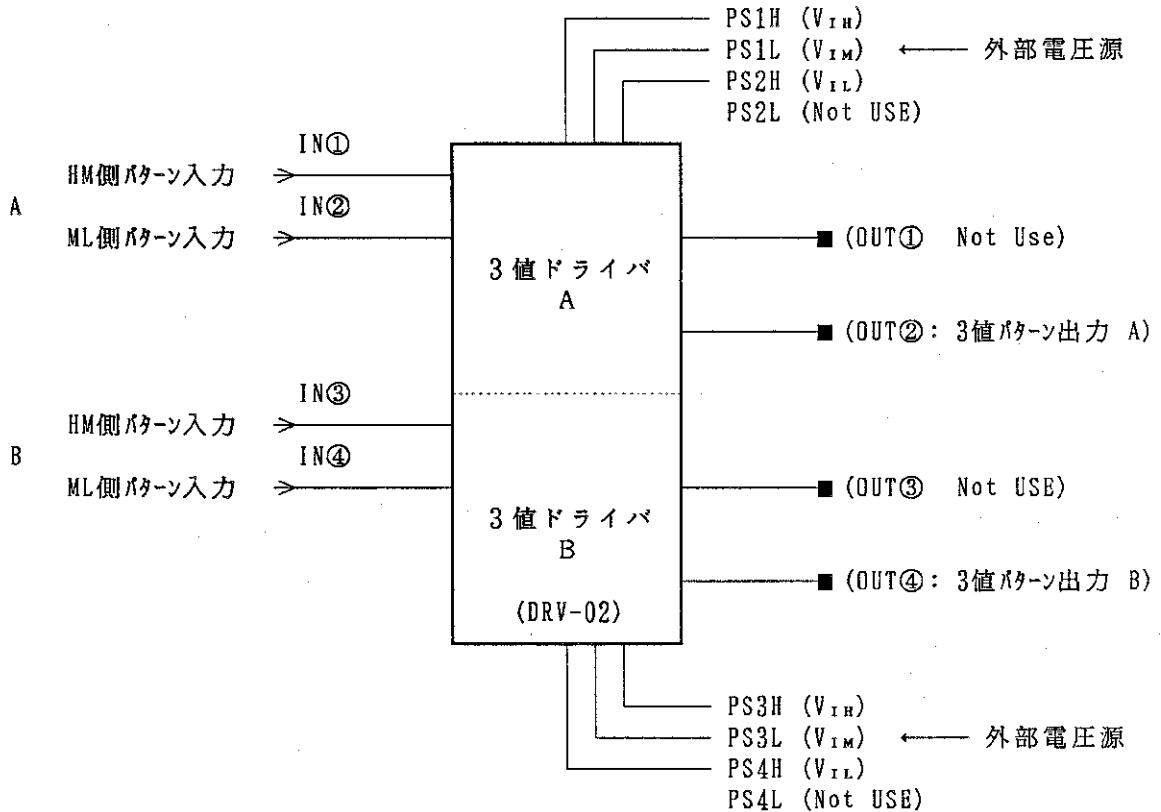 PS1H (VIH)
PS1L (VIM) ← 外部電圧源
PS2H (VIL)
PS2L (Not USE)
IN①
HM側パターン入力
IN②
A
ML側パターン入力
(OUT① Not Use)
3値ドライバ
A
(OUT②: 3値パターン出力 A)
IN③
HM側パターン入力
IN④
B
ML側パターン入力
(OUT③ Not USE)
3値ドライバ
B
(OUT④: 3値パターン出力 B)
(DRV-02)
PS3H (VIH)
PS3L (VIM) ← 外部電圧源
PS4H (VIL)
PS4L (Not USE)